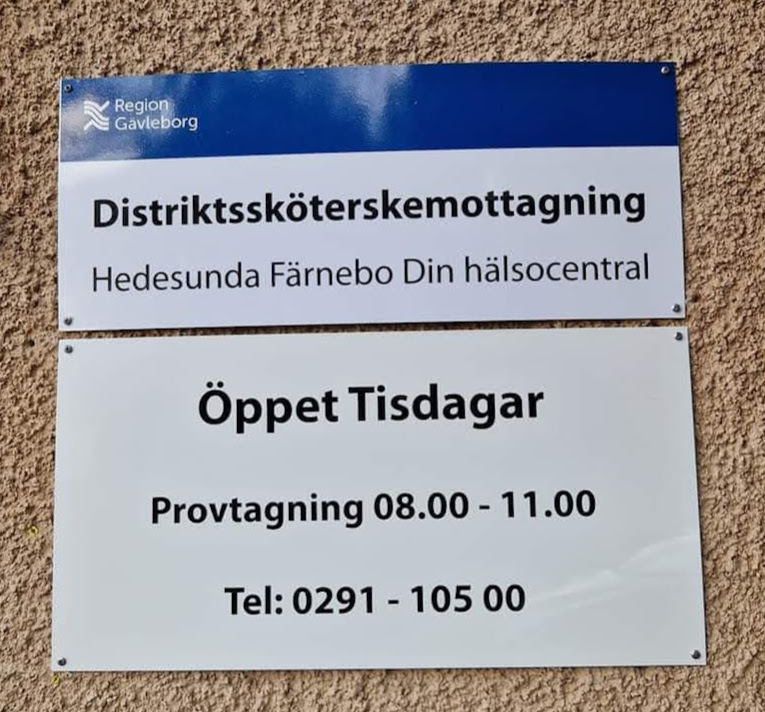 Region
Gävleborg
Distriktssköterskemottagning
Hedesunda Färnebo Din hälsocentral
Öppet Tisdagar
Provtagning 08.00 - 11.00
Tel: 0291 - 105 00